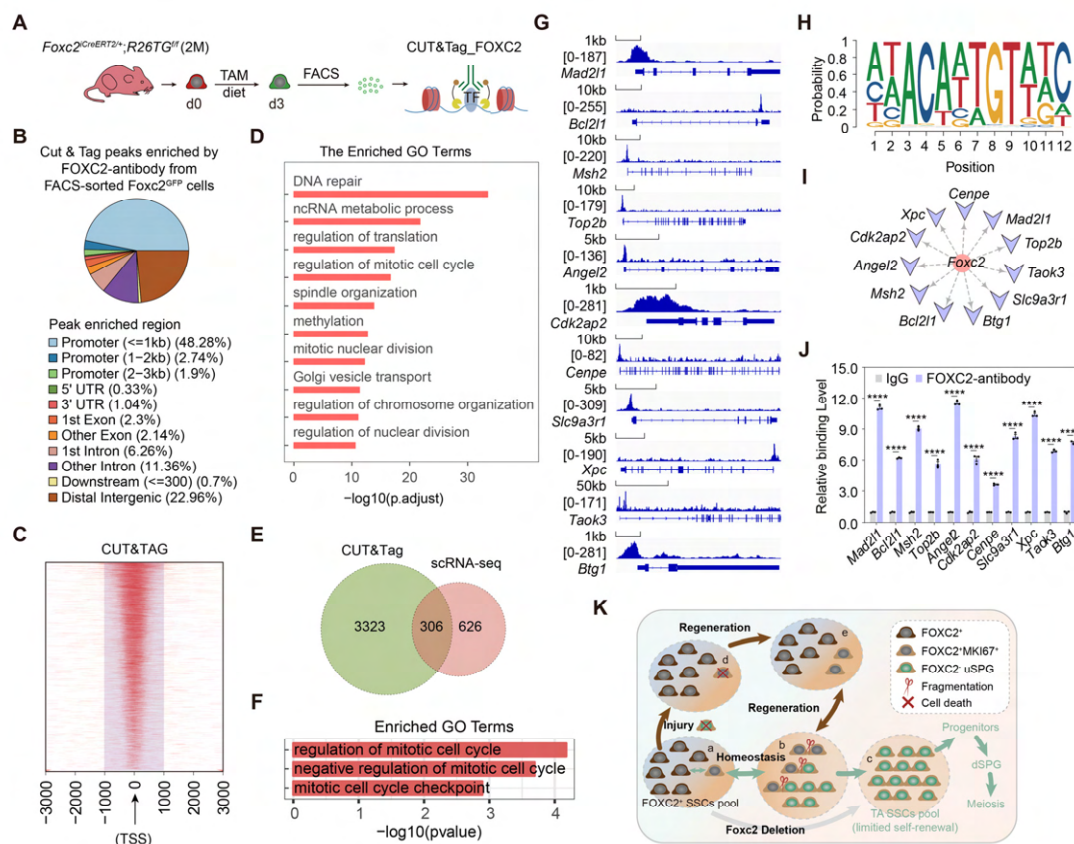 A
Foxc2iCreERT2/+;R26TGf/f (2M)
d0
TAM
diet
d3
FACS
CUT&Tag_FOXC2
TF
B
Cut & Tag peaks enriched by
FOXC2-antibody from
FACS-sorted Foxc2GFP cells
Peak enriched region
Promoter (<=1kb) (48.28%)
Promoter (1-2kb) (2.74%)
Promoter (2-3kb) (1.9%)
5' UTR (0.33%)
3' UTR (1.04%)
1st Exon (2.3%)
Other Exon (2.14%)
1st Intron (6.26%)
Other Intron (11.36%)
Downstream (<=300) (0.7%)
Distal Intergenic (22.96%)
C
CUT&TAG
−3000
−2000
−1000
0
1000
2000
3000
(TSS)
D
The Enriched GO Terms
DNA repair
ncRNA metabolic process
regulation of translation
regulation of mitotic cell cycle
spindle organization
methylation
mitotic nuclear division
Golgi vesicle transport
regulation of chromosome organization
regulation of nuclear division
0 10 20 30
−log10(p.adjust)
E
CUT&Tag
scRNA-seq
3323 306 626
F
Enriched GO Terms
regulation of mitotic cell cycle
negative regulation of mitotic cell cycle
mitotic cell cycle checkpoint
0 1 2 3 4
−log10(pvalue)
G
1kb
[0-187]
Mad2l1
10kb
[0-255]
Bcl2l1
10kb
[0-220]
Msh2
10kb
[0-179]
Top2b
5kb
[0-136]
Angel2
1kb
[0-281]
Cdk2ap2
10kb
[0-82]
Cenpe
5kb
[0-309]
Slc9a3r1
5kb
[0-190]
Xpc
50kb
[0-171]
Taok3
1kb
[0-281]
Btg1
H
Probability
1
0.8
0.6
0.4
0.2
0
1 2 3 4 5 6 7 8 9 10 11 12
Position
I
Cenpe
Xpc
Mad2l1
Cdk2ap2
Top2b
Angel2
Foxc2
Taok3
Msh2
Slc9a3r1
Bcl2l1
Btg1
J
IgG
FOXC2-antibody
Relative binding Level
12.0
9.0
6.0
3.0
0.0
**** **** **** **** **** **** **** **** **** **** ****
Mad2l1
Bcl2l1
Msh2
Top2b
Angel2
Cdk2ap2
Cenpe
Slc9a3r1
Xpc
Taok3
Btg1
K
Regeneration
d
e
FOXC2+
FOXC2+MKI67+
FOXC2- uSPG
Fragmentation
Cell death
Injury
Regeneration
Progenitors
a
Homeostasis
b
c
dSPG
FOXC2+ SSCs pool
TA SSCs pool
(limitied self-renewal)
Meiosis
Foxc2 Deletion